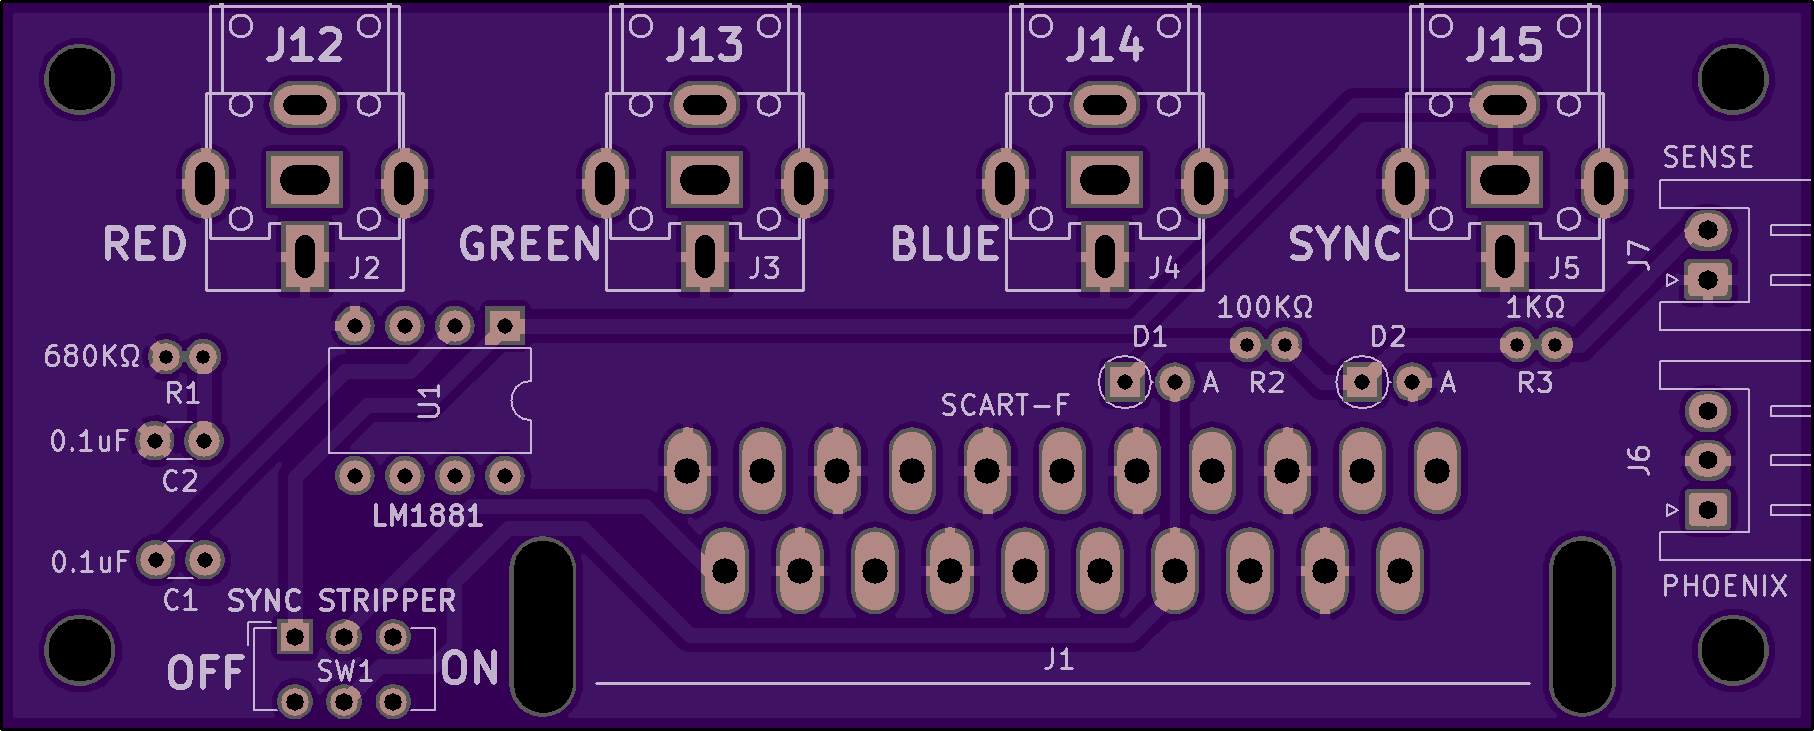 J12 J13 J14 J15
SENSE
RED GREEN BLUE SYNC J7
J2 J3 J4 J5
100KΩ 1KΩ
D1 D2
680KΩ
R1 U1 A R2 A R3
SCART-F
0.1uF
C2 J6
LM1881
0.1uF
C1 PHOENIX
SYNC STRIPPER
OFF SW1 ON J1